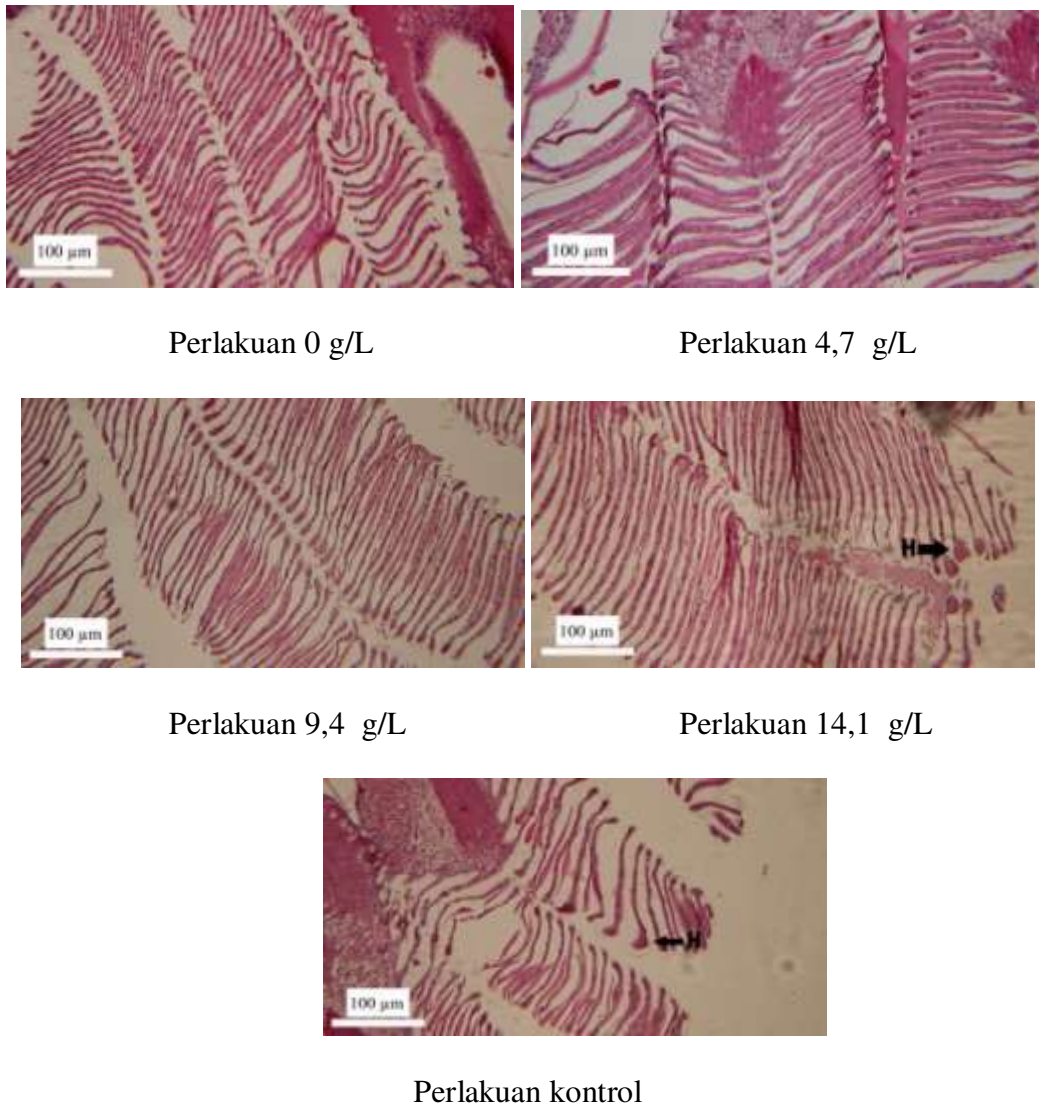 100 µm
100 µm
Perlakuan 0 g/L
Perlakuan 4,7 g/L
100 µm
H
100 µm
Perlakuan 9,4 g/L
Perlakuan 14,1 g/L
H
100 µm
Perlakuan kontrol